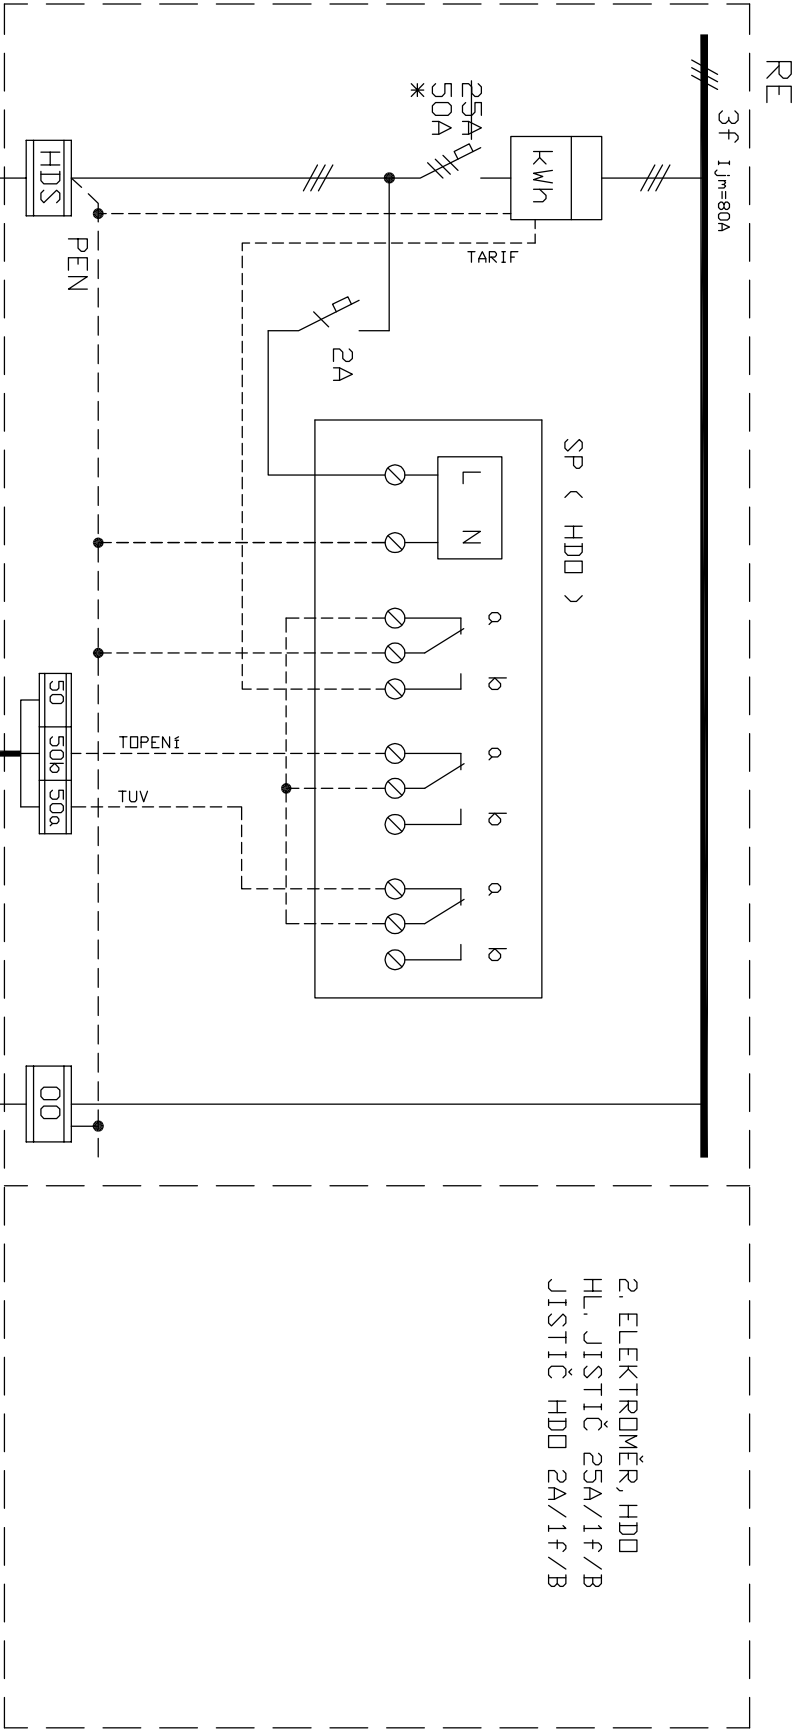 RE
3f Ijm=80A
25A
50A
*
kWh
HDS
PEN
TARIF
2A
SP ( HDO )
L N
a b a b a b
TOPENÍ
TUV
50 50b 50a
00
2. ELEKTROMĚR, HDO
HL. JISTIČ 25A/1f/B
JISTIČ HDO 2A/1f/B